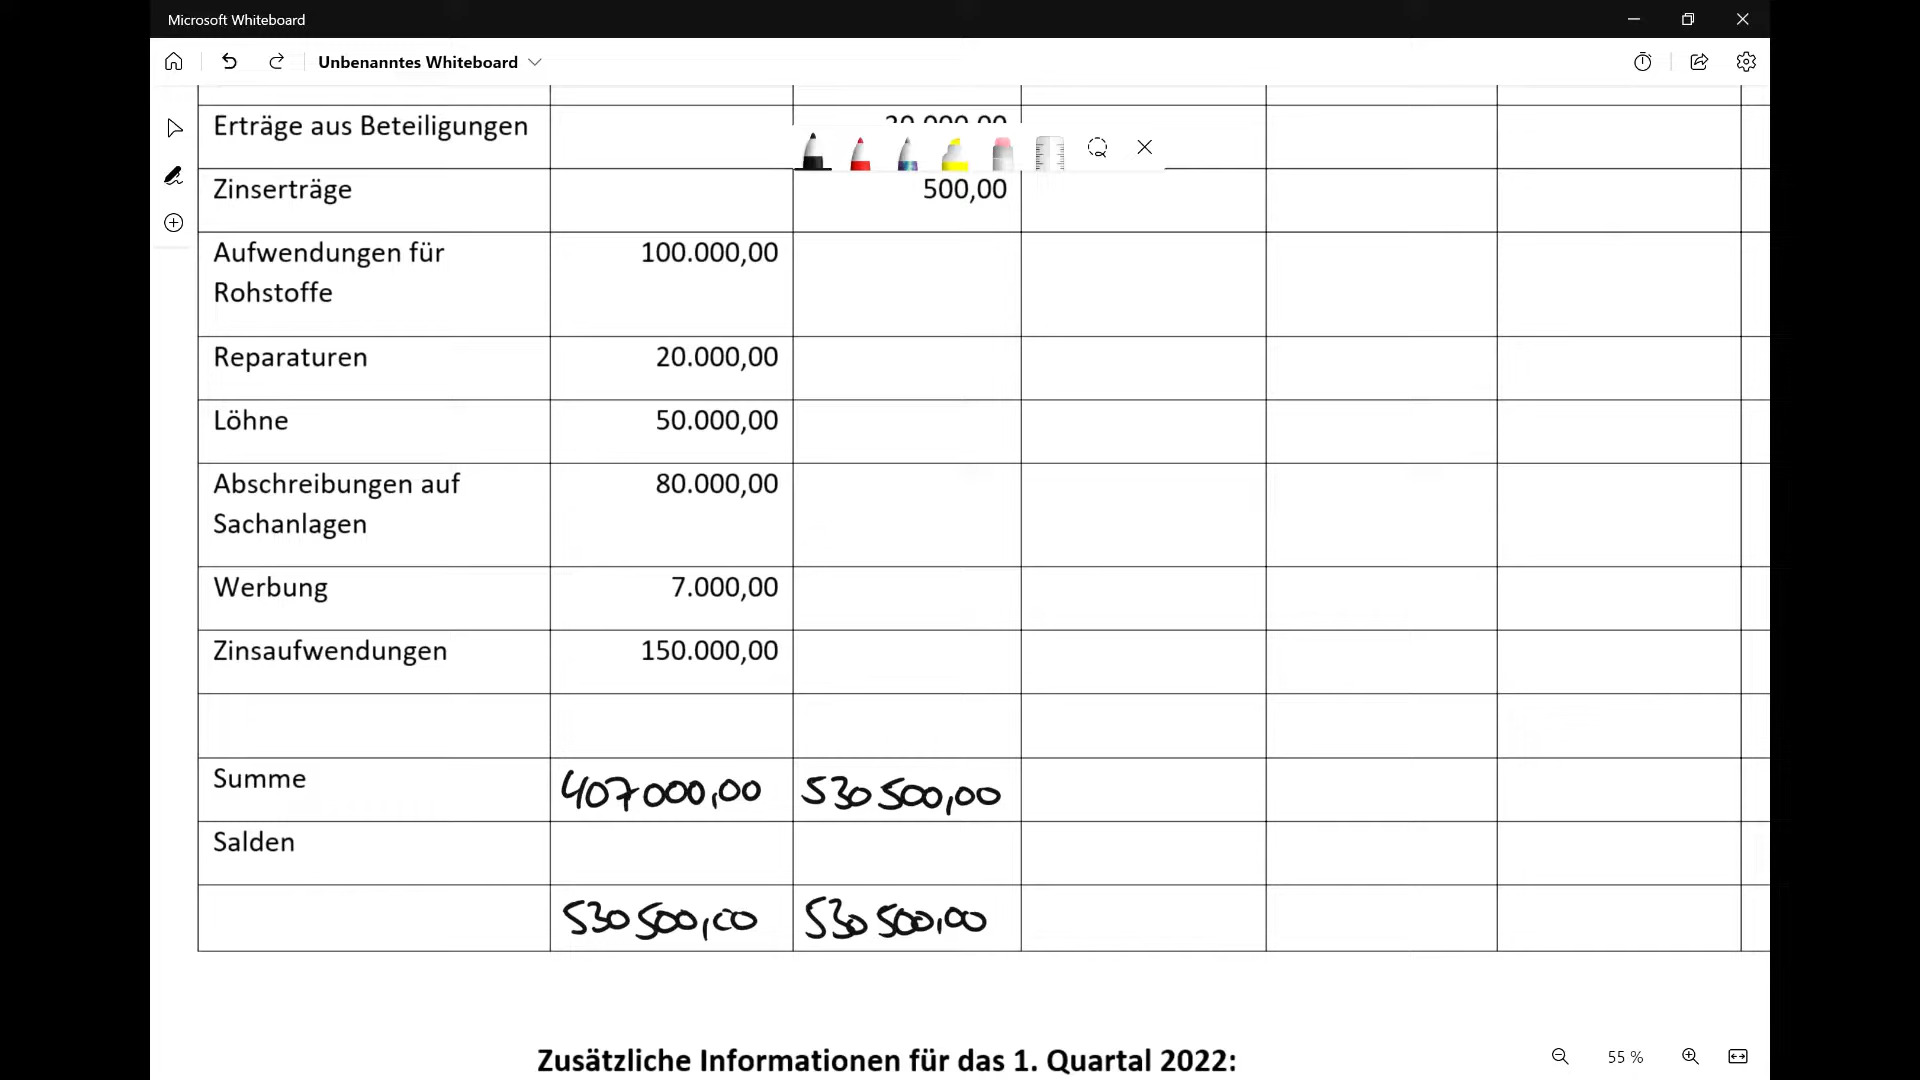 Microsoft Whiteboard
Unbenanntes Whiteboard
Erträge aus Beteiligungen
Zinserträge 500,00
Aufwendungen für 100.000,00
Rohstoffe
Reparaturen 20.000,00
Löhne 50.000,00
Abschreibungen auf 80.000,00
Sachanlagen
Werbung 7.000,00
Zinsaufwendungen 150.000,00
Summe 407000,00 530500,00
Salden
530500,00 530500,00
Zusätzliche Informationen für das 1. Quartal 2022:
55 %